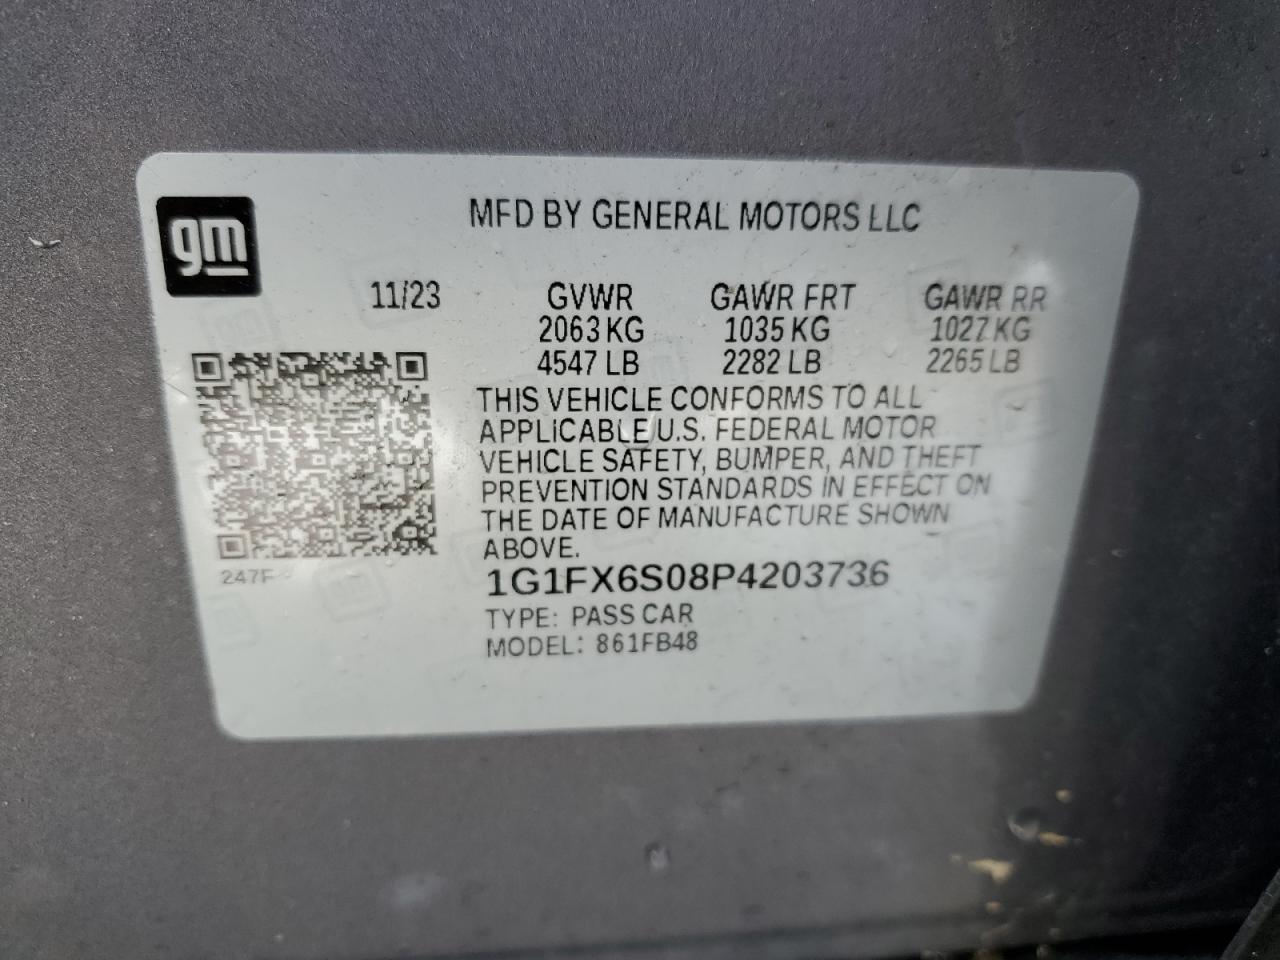 MFD BY GENERAL MOTORS LLC
gm
11/23 GVWR GAWR FRT GAWR RR
2063 KG 1035 KG 1027 KG
4547 LB 2282 LB 2265 LB
THIS VEHICLE CONFORMS TO ALL
APPLICABLE U.S. FEDERAL MOTOR
VEHICLE SAFETY, BUMPER, AND THEFT
PREVENTION STANDARDS IN EFFECT ON
THE DATE OF MANUFACTURE SHOWN
ABOVE.
247F
1G1FX6S08P4203736
TYPE: PASS CAR
MODEL: 861FB48